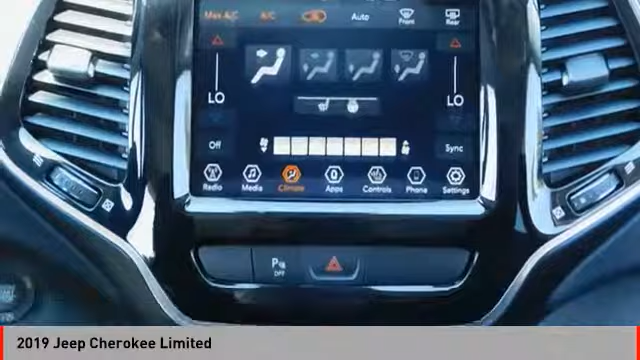 Max A/C A/C Auto Front Rear
LO LO
Off Sync
Radio Media Climate Apps Controls Phone Settings
P OFF
2019 Jeep Cherokee Limited